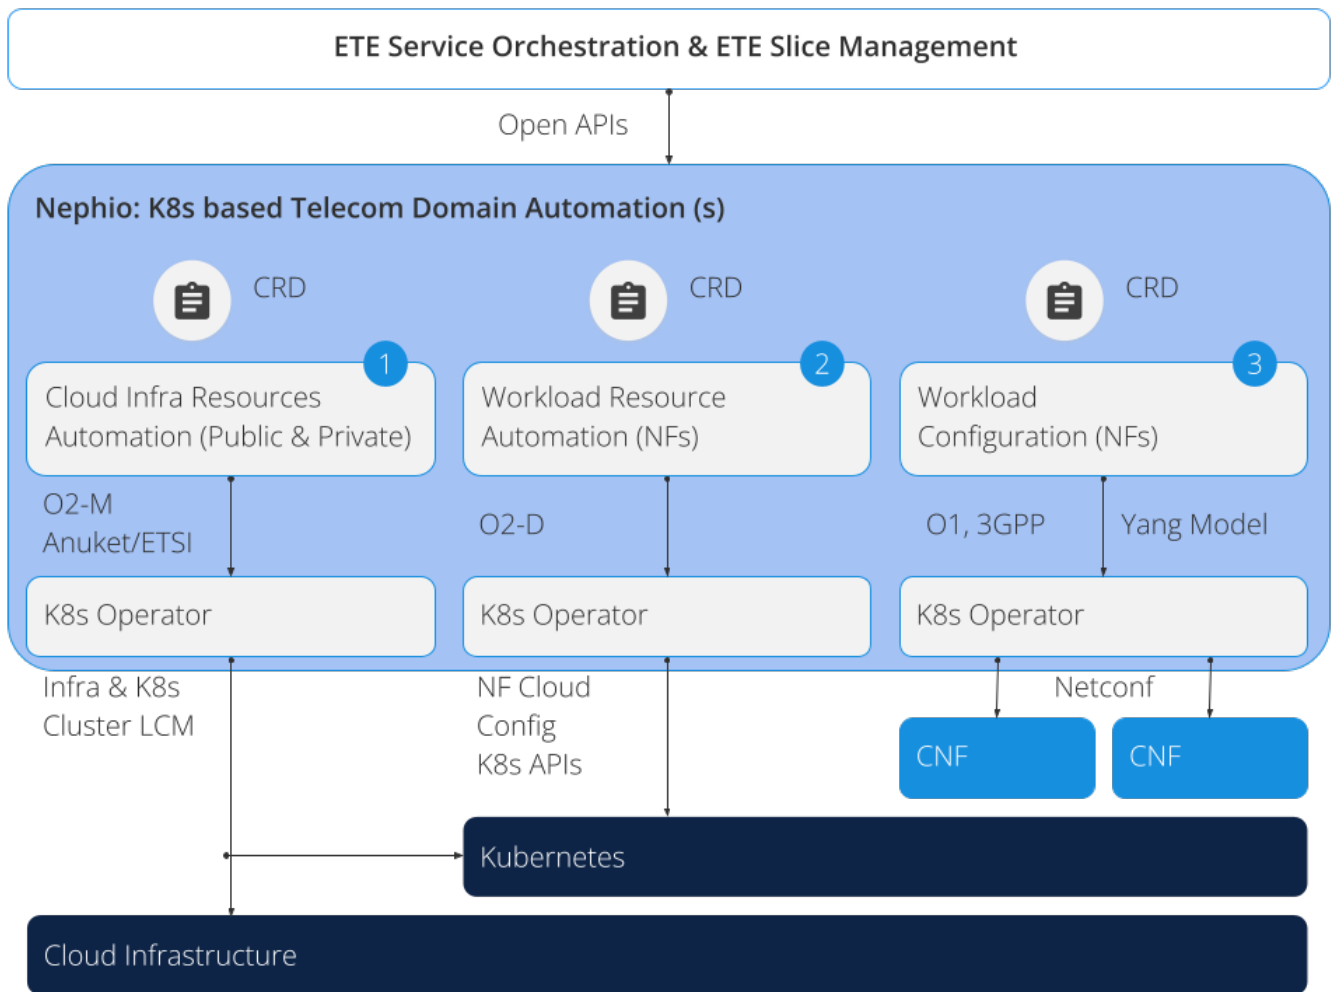 ETE Service Orchestration & ETE Slice Management
Open APIs
Nephio: K8s based Telecom Domain Automation (s)
CRD
CRD
CRD
1
2
3
Cloud Infra Resources
Automation (Public & Private)
Workload Resource
Automation (NFs)
Workload
Configuration (NFs)
O2-M
Anuket/ETSI
O2-D
O1, 3GPP
Yang Model
K8s Operator
K8s Operator
K8s Operator
Infra & K8s
Cluster LCM
NF Cloud
Config
K8s APIs
Netconf
CNF
CNF
Kubernetes
Cloud Infrastructure